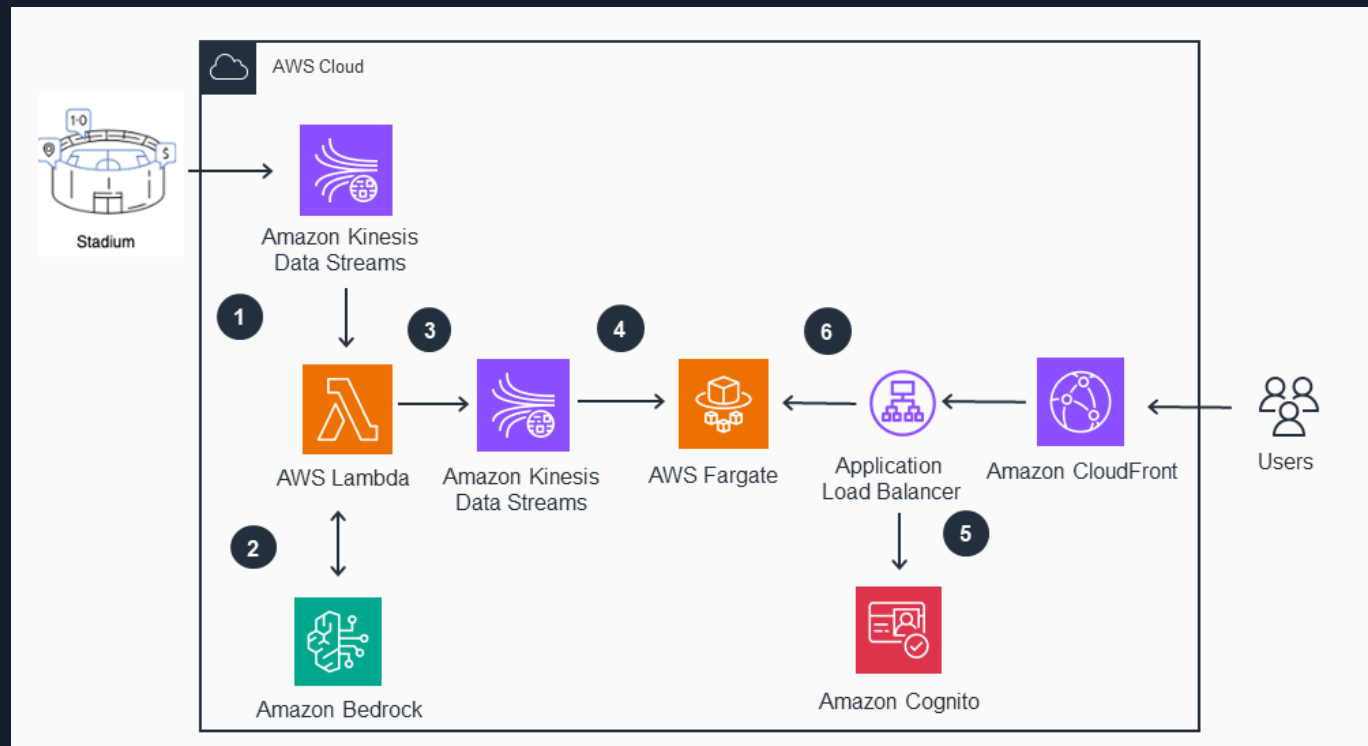 AWS Cloud
1-0
$
Stadium
Amazon Kinesis
Data Streams
1
3
4
6
AWS Lambda
Amazon Kinesis
Data Streams
AWS Fargate
Application
Load Balancer
Amazon CloudFront
Users
2
5
Amazon Bedrock
Amazon Cognito